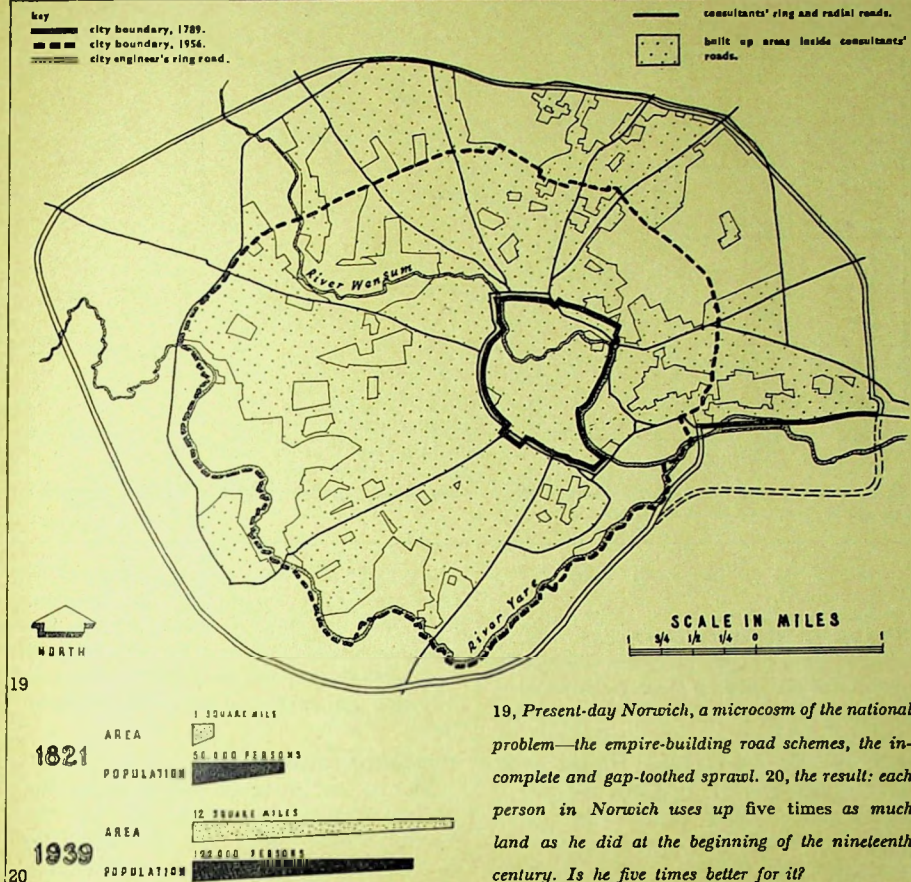 key
city boundary, 1789.
city boundary, 1956.
city engineer's ring road.
consultants' ring and radial roads.
built up areas inside consultants'
roads.
River Wensum
River Yare
NORTH
SCALE IN MILES
1 3/4 1/2 1/4 0 1
19
1821
AREA
1 SQUARE MILE
POPULATION
50 000 PERSONS
1939
AREA
12 SQUARE MILES
POPULATION
000 PERSONS
20
19, Present-day Norwich, a microcosm of the national
problem—the empire-building road schemes, the in-
complete and gap-toothed sprawl. 20, the result: each
person in Norwich uses up five times as much
land as he did at the beginning of the nineteenth
century. Is he five times better for it?